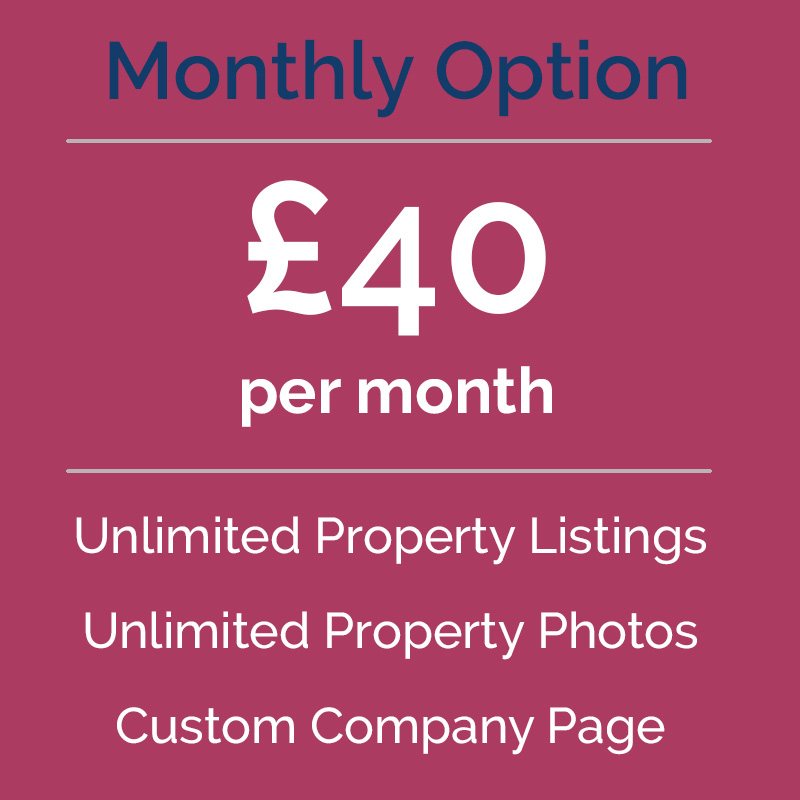 Monthly Option
£40
per month
Unlimited Property Listings
Unlimited Property Photos
Custom Company Page